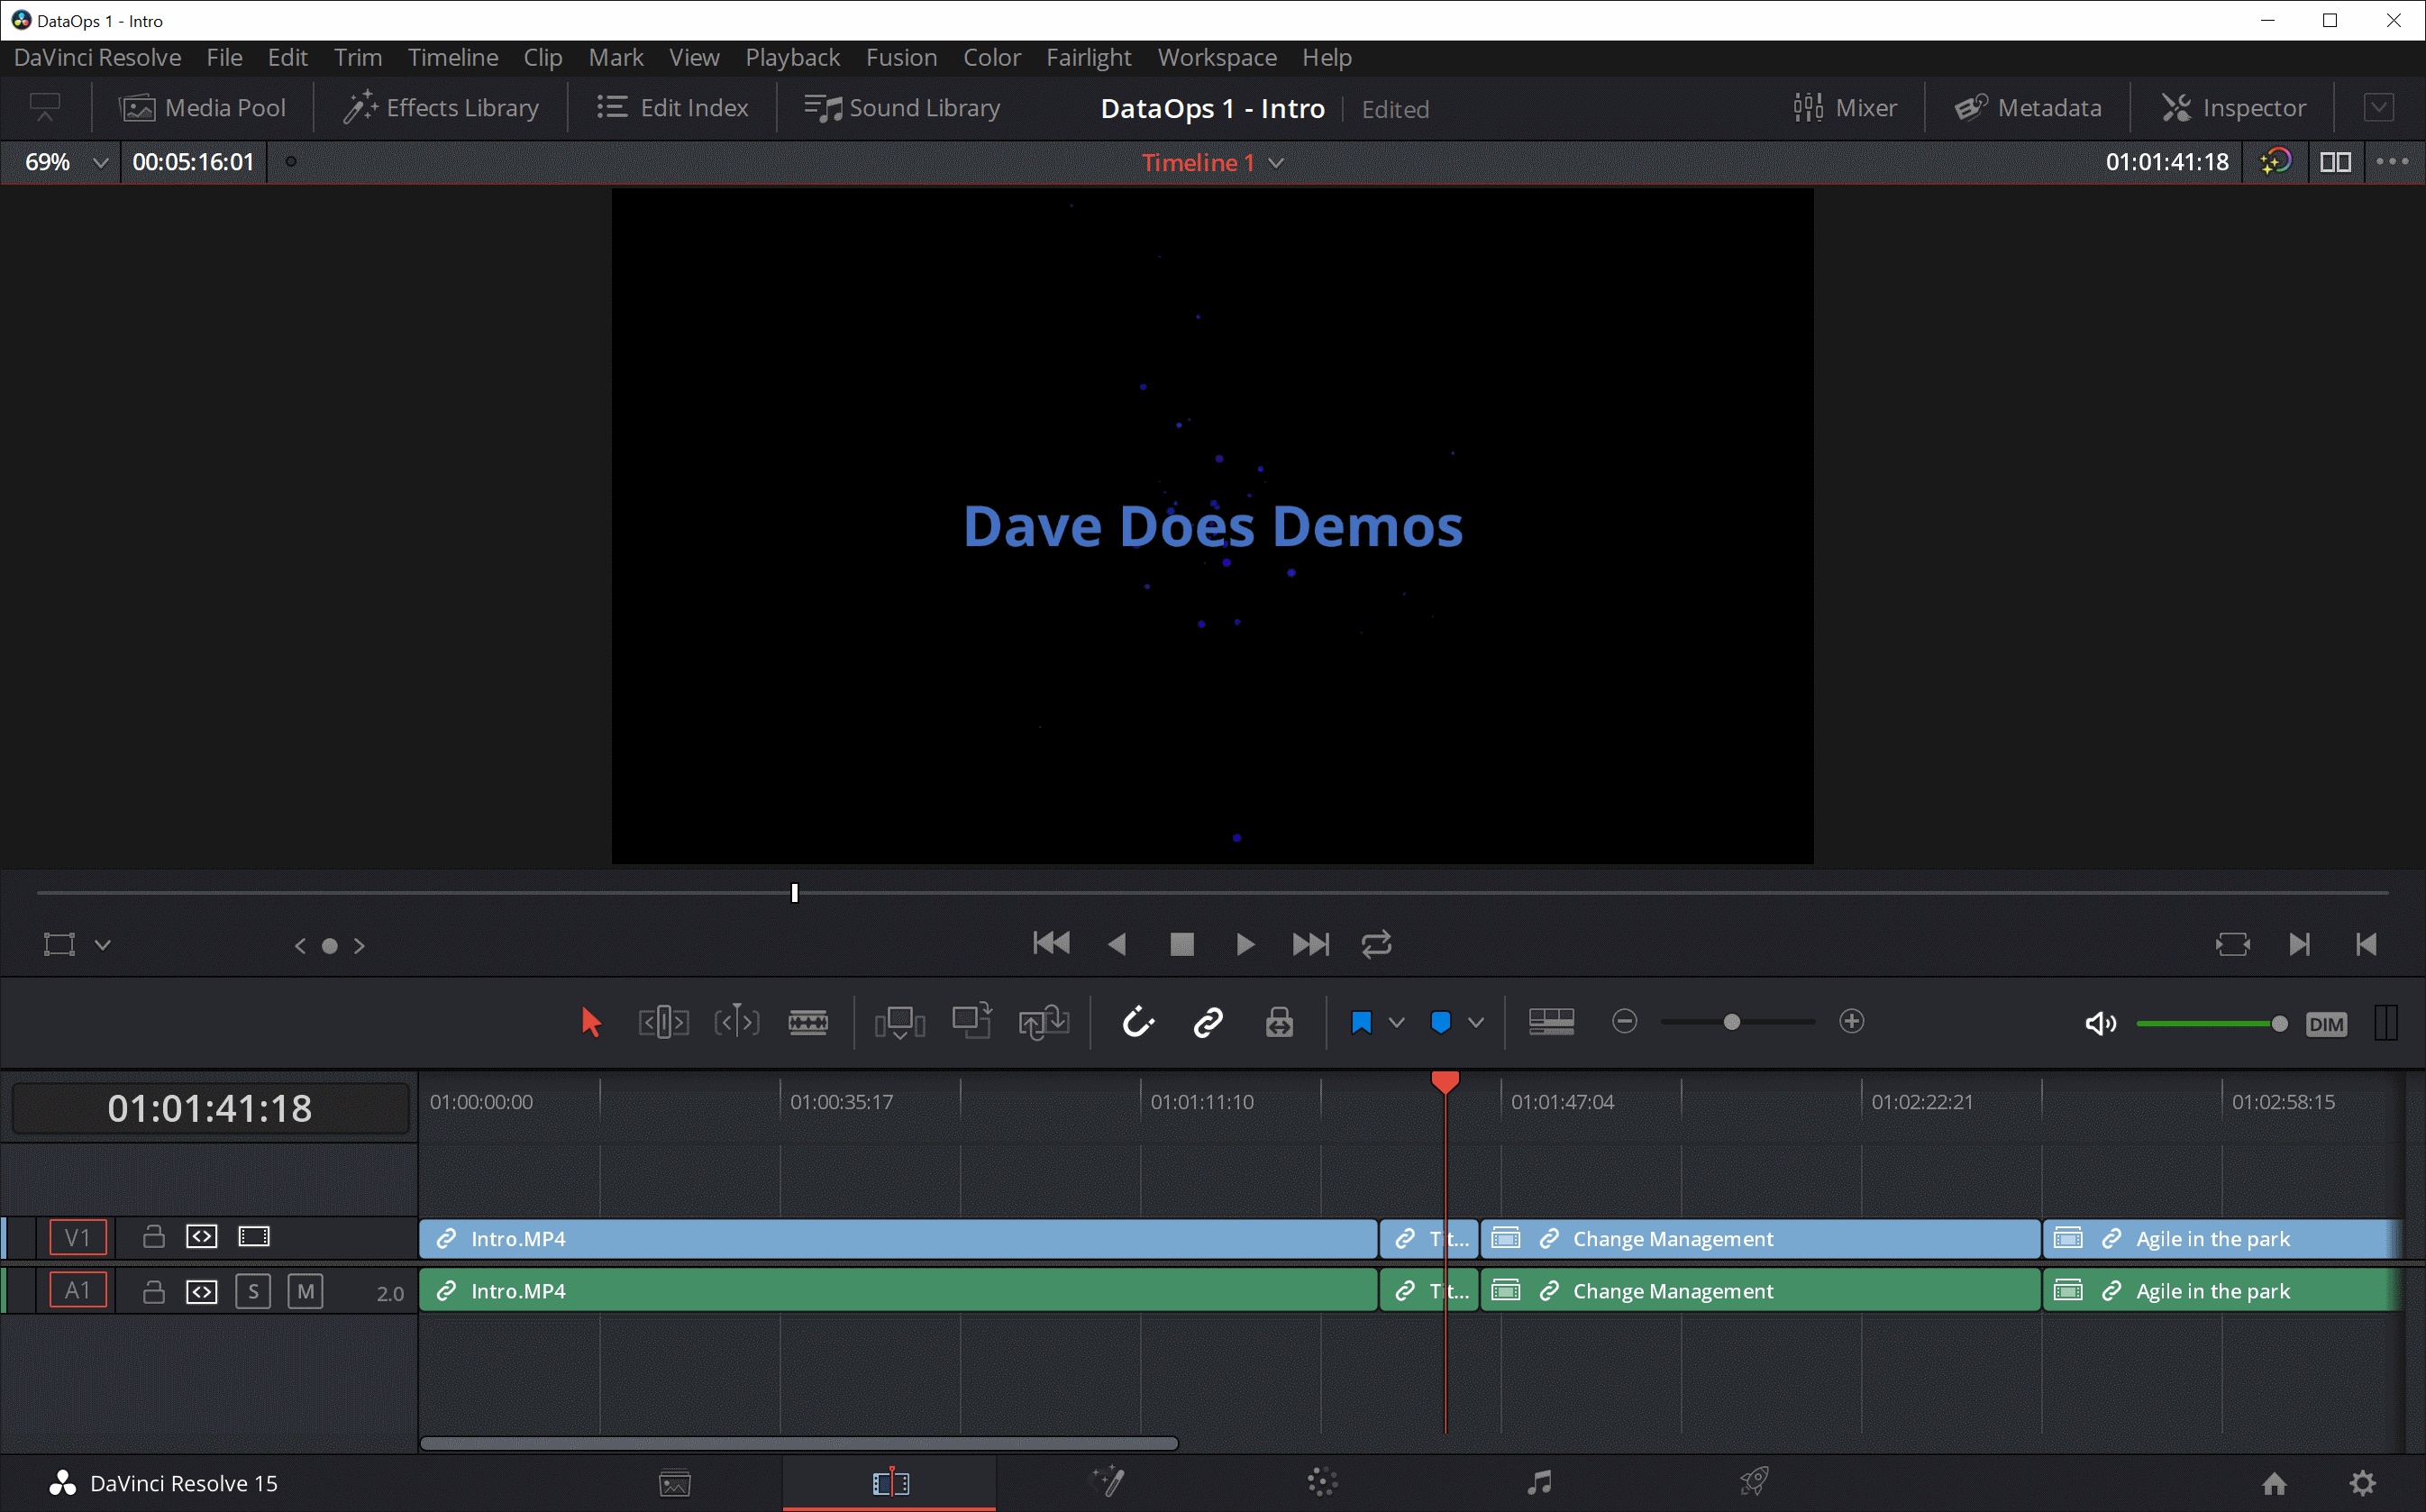 DataOps 1 - Intro
DaVinci Resolve File Edit Trim Timeline Clip Mark View Playback Fusion Color Fairlight Workspace Help
Media Pool Effects Library Edit Index Sound Library DataOps 1 - Intro Edited Mixer Metadata Inspector
69% 00:05:16:01 Timeline 1 01:01:41:18
Dave Does Demos
DIM
01:01:41:18 01:00:00:00 01:00:35:17 01:01:11:10 01:01:47:04 01:02:22:21 01:02:58:15
V1 Intro.MP4 Tit... Change Management Agile in the park
A1 S M 2.0 Intro.MP4 Tit... Change Management Agile in the park
DaVinci Resolve 15